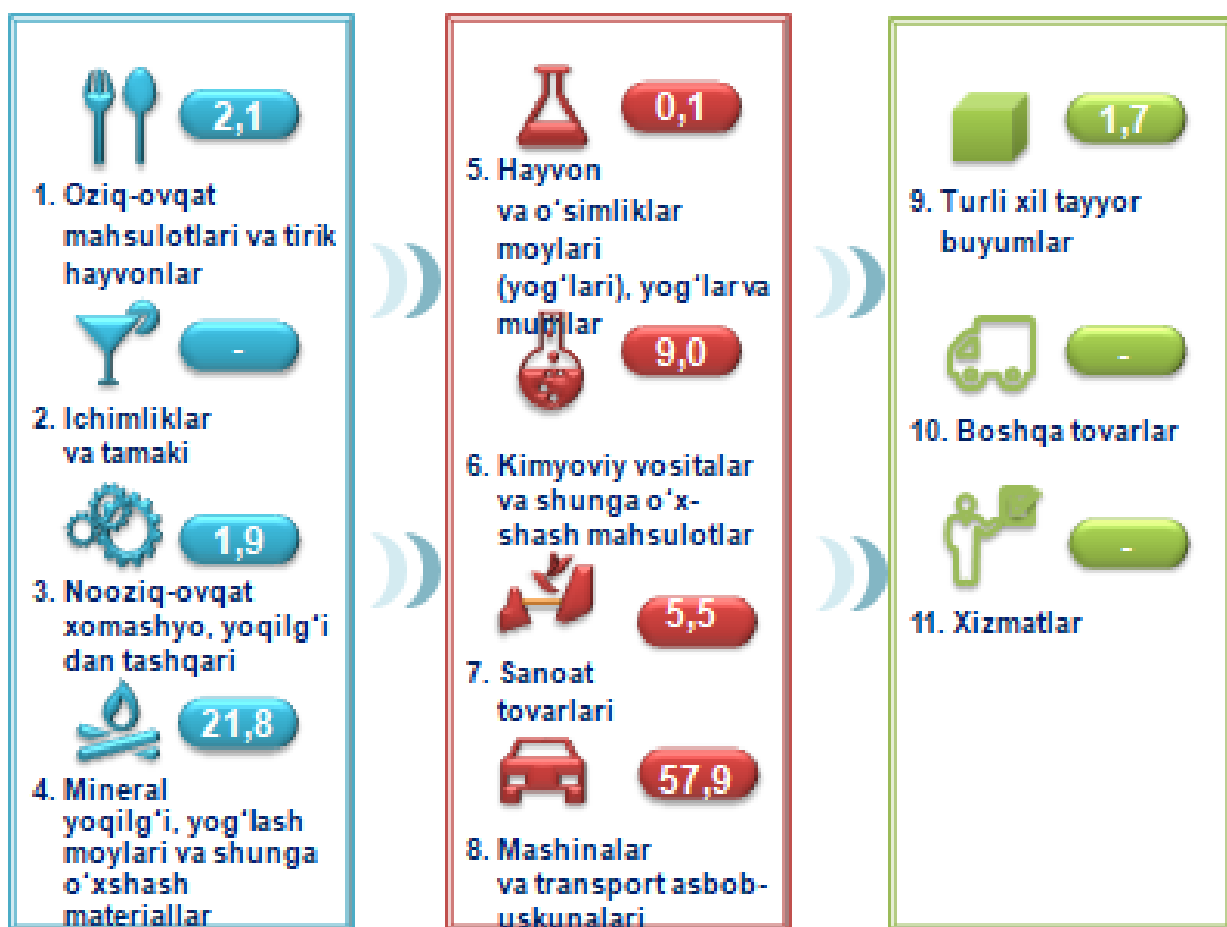 2,1
1. Oziq-ovqat
mahsulotlari va tirik
hayvonlar
-
2. Ichimliklar
va tamaki
1,9
3. Nooziq-ovqat
xomashyo, yoqilg‘i
dan tashqari
21,8
4. Mineral
yoqilg‘i, yog‘lash
moylari va shunga
o‘xshash
materiallar
0,1
5. Hayvon
va o‘simliklar
moylari
(yog‘lari), yog‘lar va
mumlar
9,0
6. Kimyoviy vositalar
va shunga o‘x-
shash mahsulotlar
5,5
7. Sanoat
tovarlari
57,9
8. Mashinalar
va transport asbob-
uskunalari
1,7
9. Turli xil tayyor
buyumlar
-
10. Boshqa tovarlar
-
11. Xizmatlar